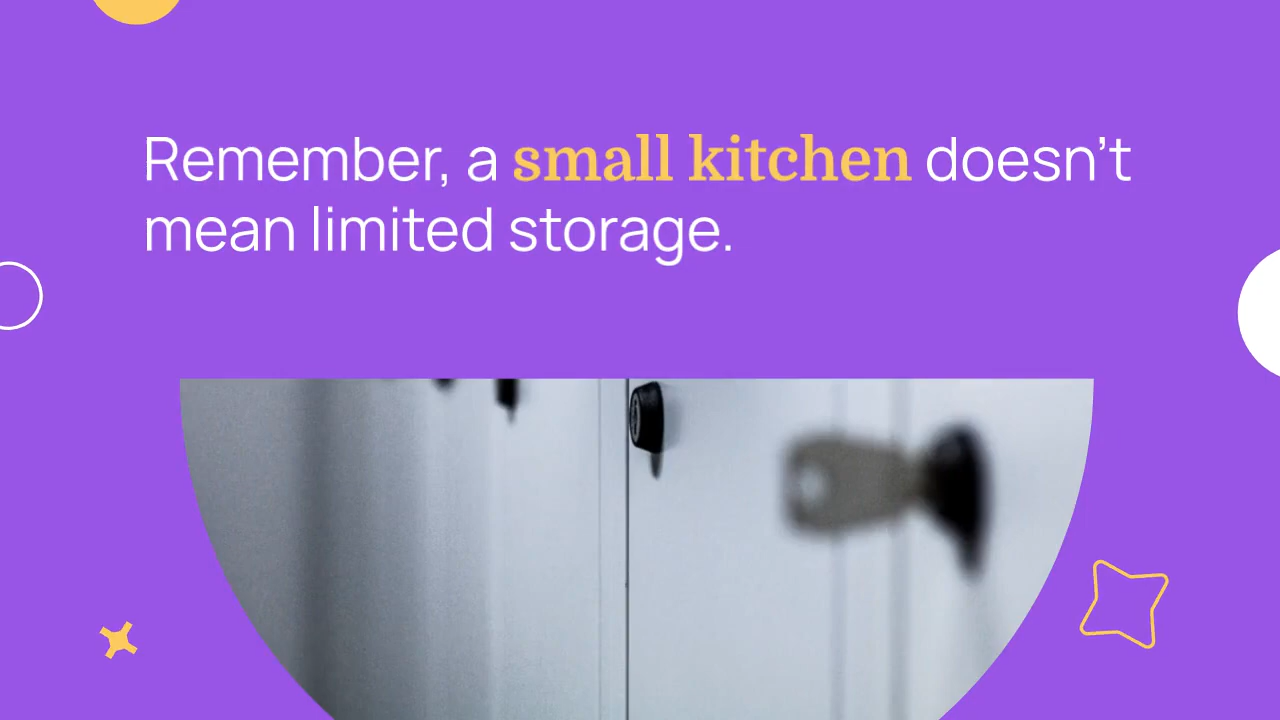 Remember, a small kitchen doesn’t
mean limited storage.